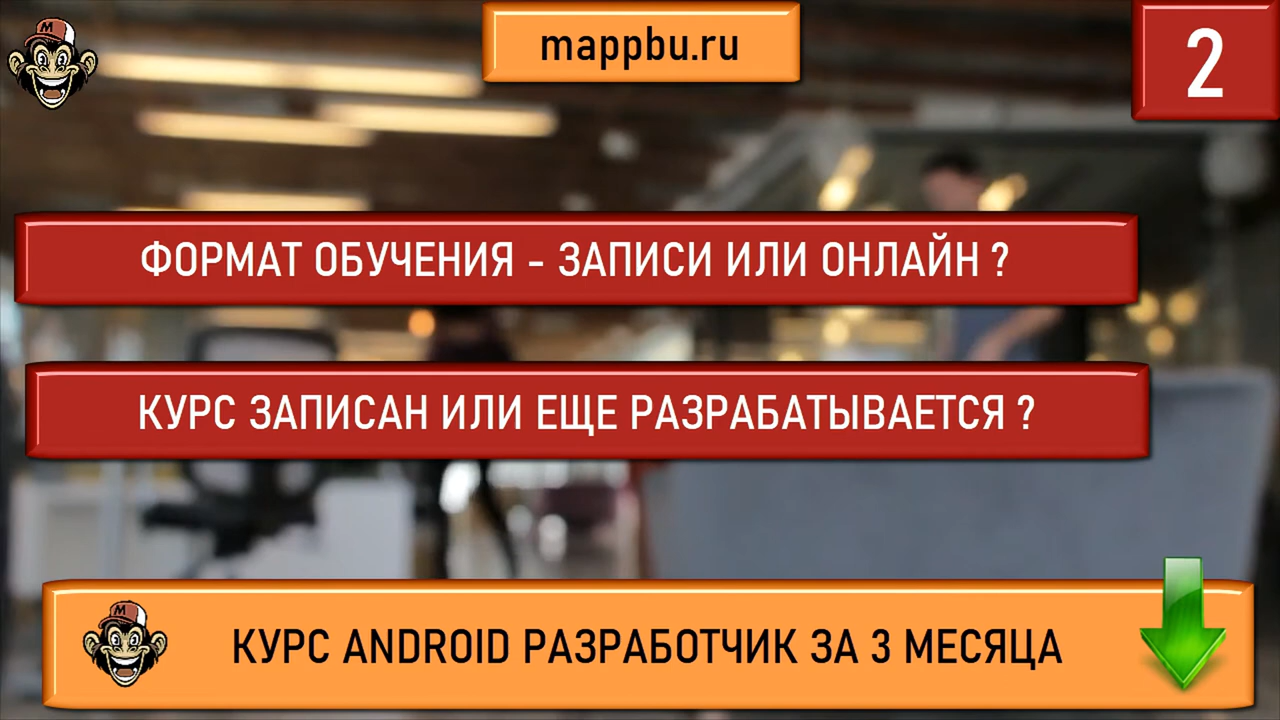 mappbu.ru
2
ФОРМАТ ОБУЧЕНИЯ - ЗАПИСИ ИЛИ ОНЛАЙН ?
КУРС ЗАПИСАН ИЛИ ЕЩЕ РАЗРАБАТЫВАЕТСЯ ?
КУРС ANDROID РАЗРАБОТЧИК ЗА 3 МЕСЯЦА